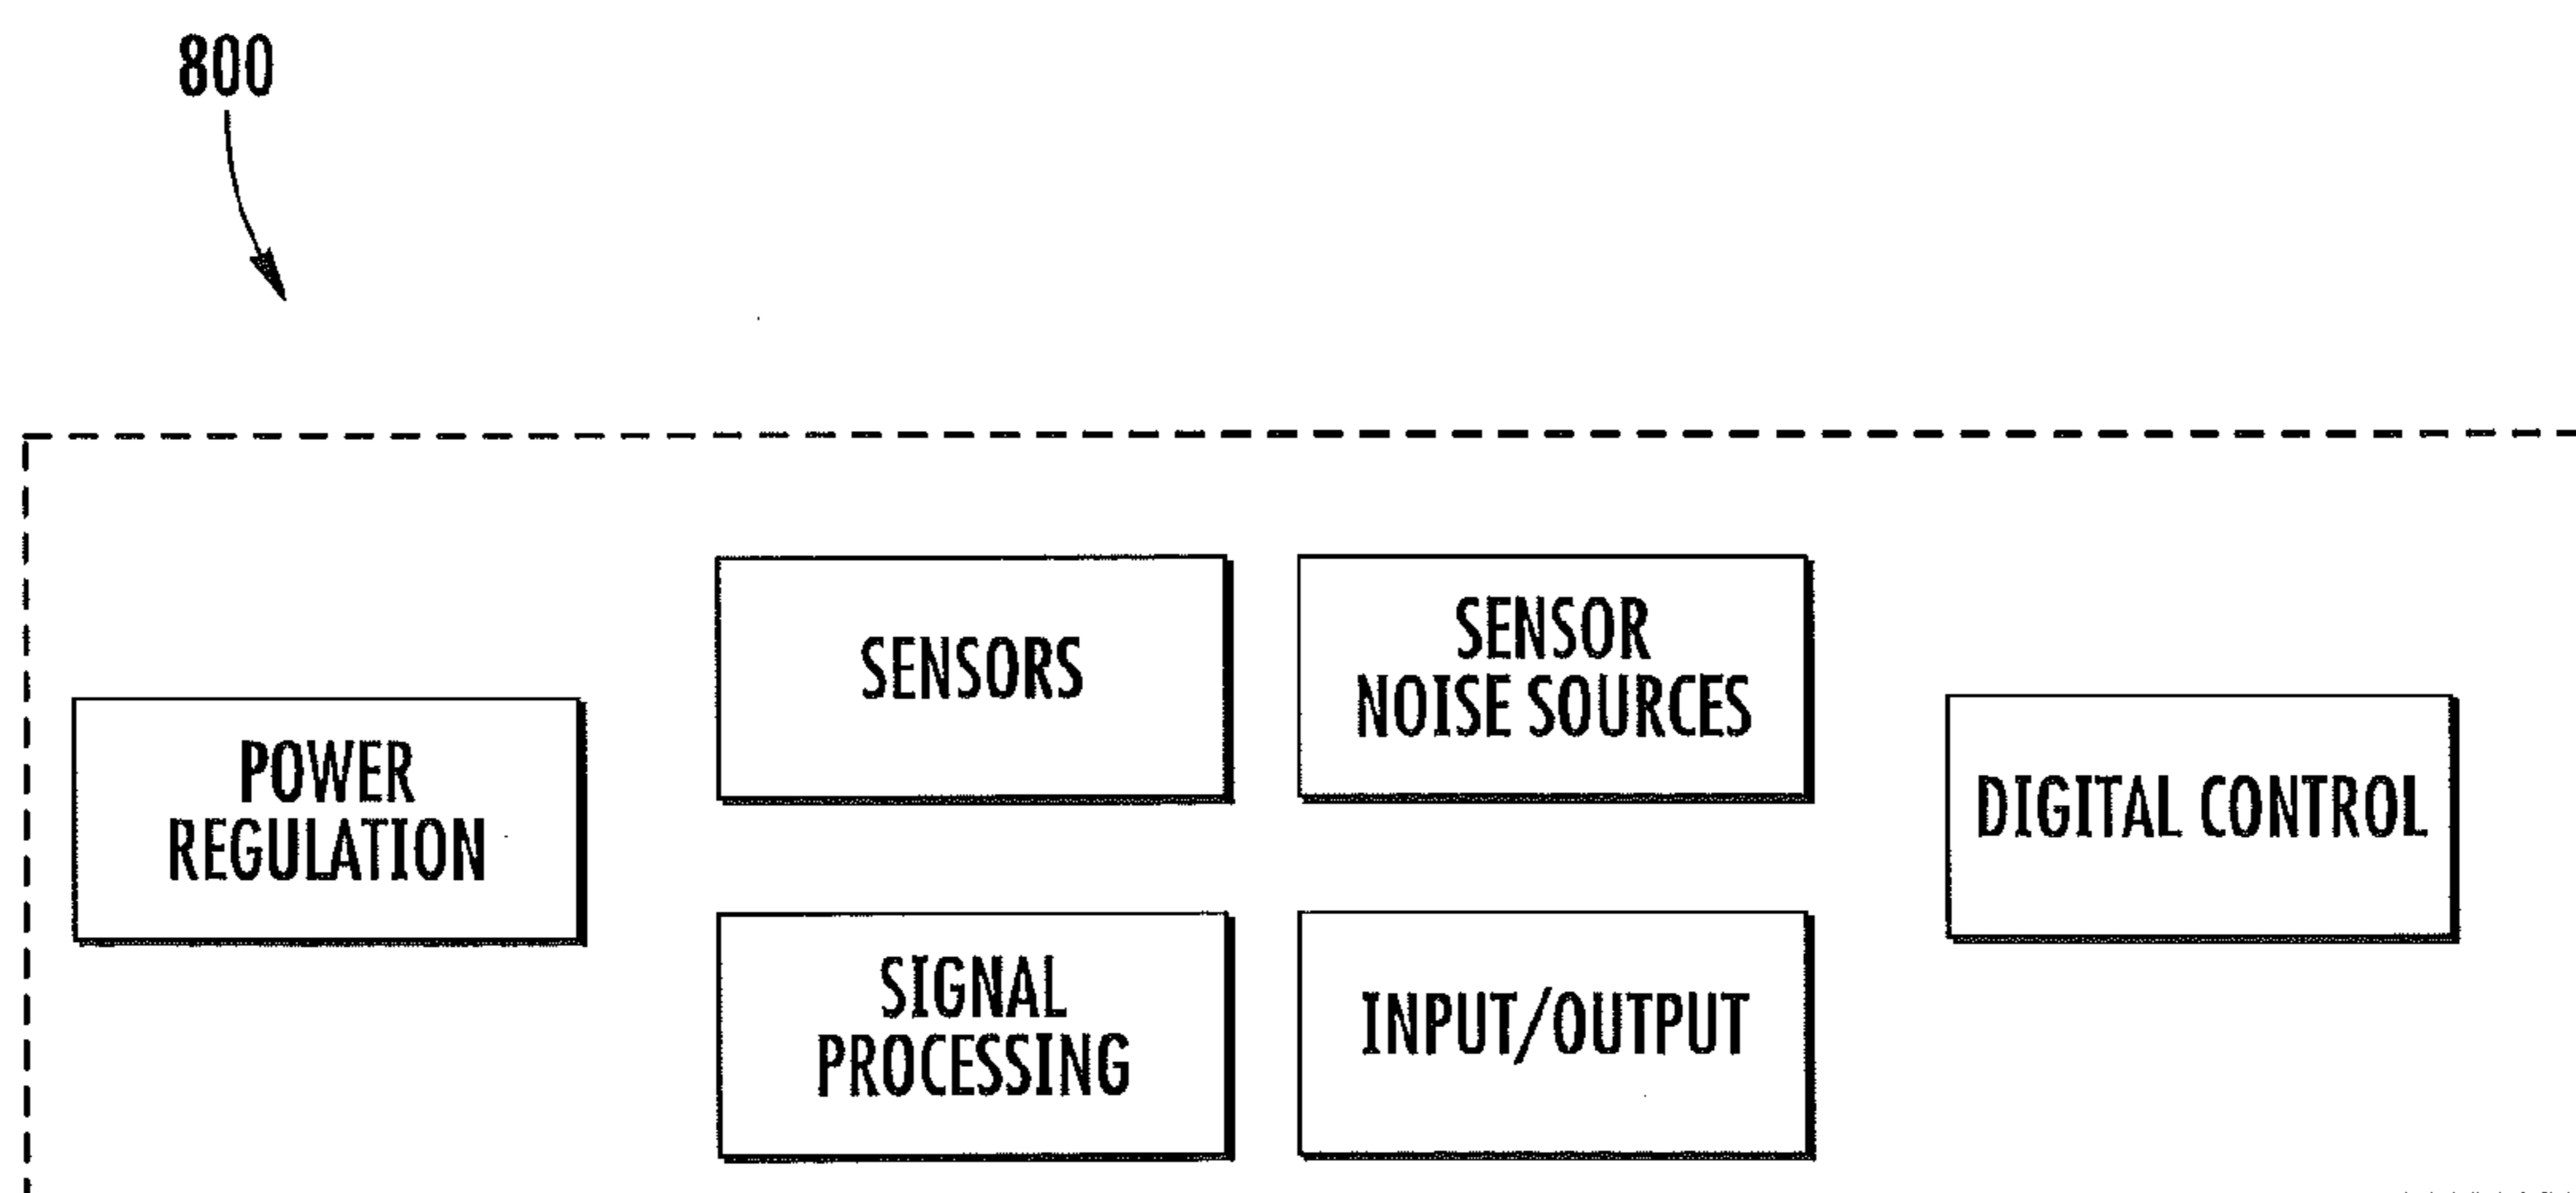 800
SENSORS
SENSOR
NOISE SOURCES
POWER
REGULATION
DIGITAL CONTROL
SIGNAL
PROCESSING
INPUT/OUTPUT